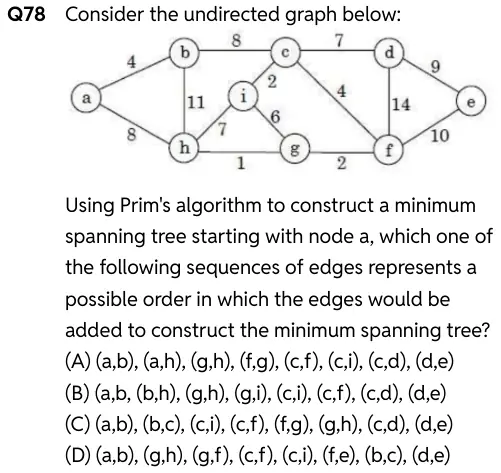 Q78 Consider the undirected graph below:
b 8 c 7 d
4 9
2
a i 4 e
11 14
6
8 7 10
h g f
1 2
Using Prim's algorithm to construct a minimum
spanning tree starting with node a, which one of
the following sequences of edges represents a
possible order in which the edges would be
added to construct the minimum spanning tree?
(A) (a,b), (a,h), (g,h), (f,g), (c,f), (c,i), (c,d), (d,e)
(B) (a,b, (b,h), (g,h), (g,i), (c,i), (c,f), (c,d), (d,e)
(C) (a,b), (b,c), (c,i), (c,f), (f,g), (g,h), (c,d), (d,e)
(D) (a,b), (g,h), (g,f), (c,f), (c,i), (f,e), (b,c), (d,e)